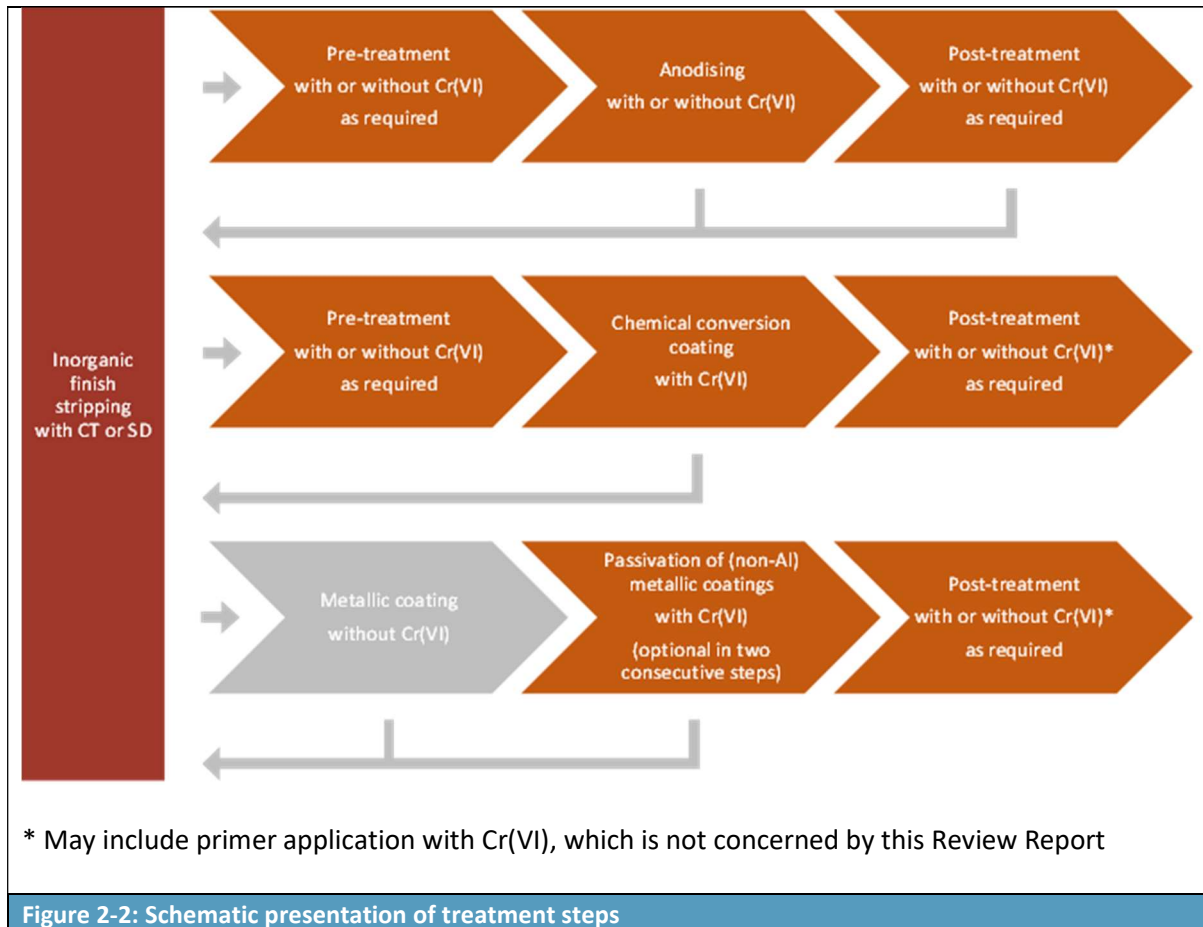 Inorganic
finish
stripping
with CT or SD
Pre-treatment
with or without Cr(VI)
as required
Anodising
with or without Cr(VI)
Post-treatment
with or without Cr(VI)
as required
Pre-treatment
with or without Cr(VI)
as required
Chemical conversion
coating
with Cr(VI)
Post-treatment
with or without Cr(VI)*
as required
Metallic coating
without Cr(VI)
Passivation of (non-Al)
metallic coatings
with Cr(VI)
(optional in two
consecutive steps)
Post-treatment
with or without Cr(VI)*
as required
* May include primer application with Cr(VI), which is not concerned by this Review Report
Figure 2-2: Schematic presentation of treatment steps